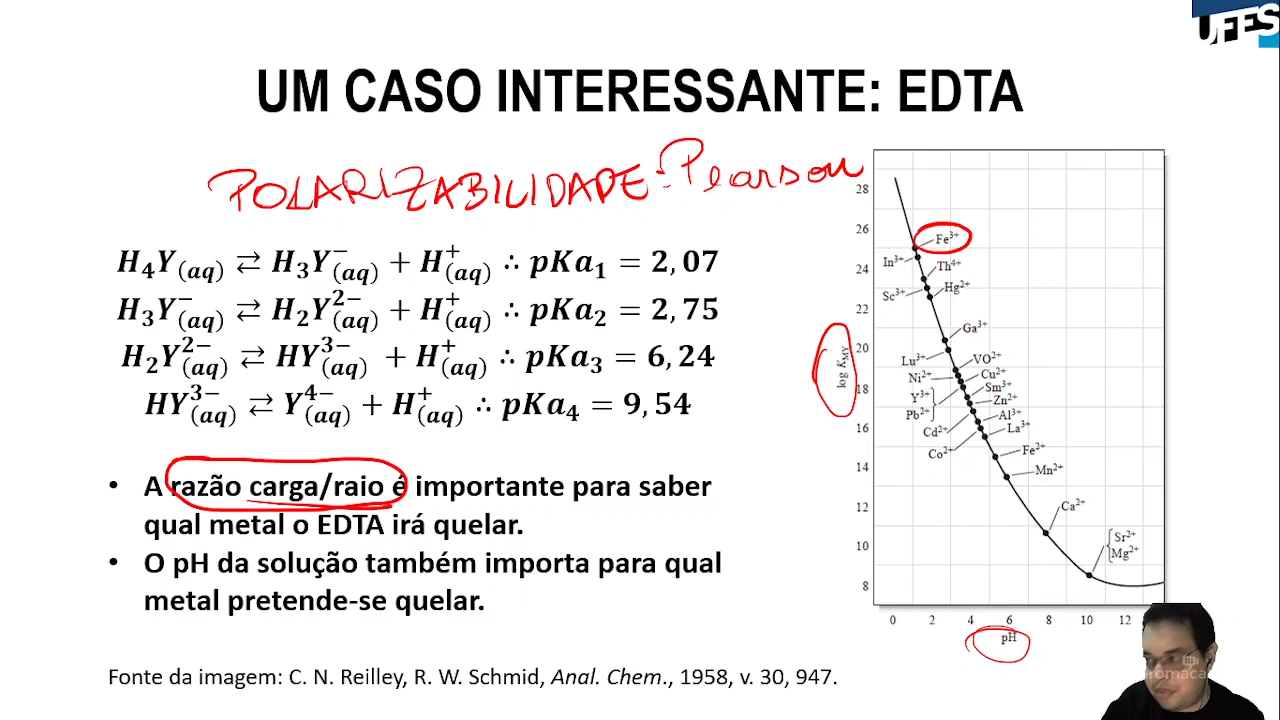 UFES
UM CASO INTERESSANTE: EDTA
POLARIZABILIDADE: Pearson
H₄Y(aq) ⇄ H₃Y⁻(aq) + H⁺(aq) ∴ pKa₁ = 2,07
H₃Y⁻(aq) ⇄ H₂Y²⁻(aq) + H⁺(aq) ∴ pKa₂ = 2,75
H₂Y²⁻(aq) ⇄ HY³⁻(aq) + H⁺(aq) ∴ pKa₃ = 6,24
HY³⁻(aq) ⇄ Y⁴⁻(aq) + H⁺(aq) ∴ pKa₄ = 9,54
• A razão carga/raio é importante para saber
qual metal o EDTA irá quelar.
• O pH da solução também importa para qual
metal pretende-se quelar.
Fonte da imagem: C. N. Reilley, R. W. Schmid, Anal. Chem., 1958, v. 30, 947.
log K_MY
28
26
24
22
20
18
16
14
12
10
8
Fe³⁺
In³⁺
Th⁴⁺
Sc³⁺
Hg²⁺
Ga³⁺
Lu³⁺
VO²⁺
Ni²⁺
Cu²⁺
Sm³⁺
Y³⁺
Zn²⁺
Pb²⁺
Al³⁺
Cd²⁺
La³⁺
Co²⁺
Fe²⁺
Mn²⁺
Ca²⁺
Sr²⁺
Mg²⁺
0 2 4 6 8 10 12
pH